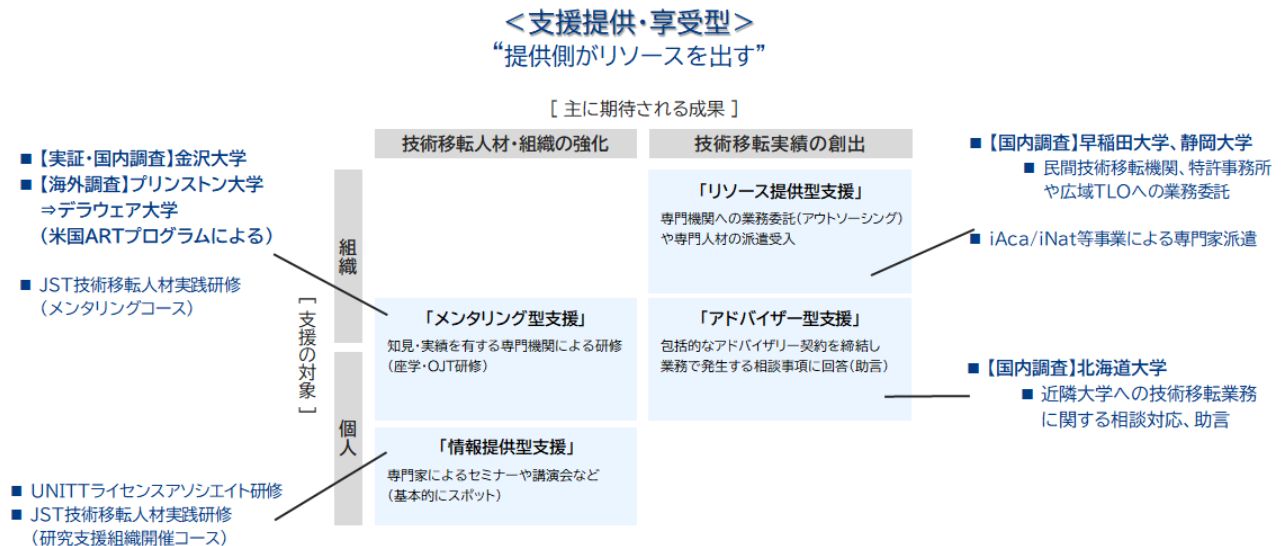 ＜支援提供・享受型＞
“提供側がリソースを出す”
[ 主に期待される成果 ]
技術移転人材・組織の強化
技術移転実績の創出
■ 【実証・国内調査】金沢大学
■ 【海外調査】プリンストン大学
⇒デラウェア大学
（米国ARTプログラムによる）
■ JST技術移転人材実践研修
（メンタリングコース）
[ 支援の対象 ]
組織
個人
「リソース提供型支援」
専門機関への業務委託（アウトソーシング）
や専門人材の派遣受入
「メンタリング型支援」
知見・実績を有する専門機関による研修
（座学・OJT研修）
「アドバイザー型支援」
包括的なアドバイザリー契約を締結し
業務で発生する相談事項に回答（助言）
「情報提供型支援」
専門家によるセミナーや講演会など
（基本的にスポット）
■ UNITTライセンスアソシエイト研修
■ JST技術移転人材実践研修
（研究支援組織開催コース）
■ 【国内調査】早稲田大学、静岡大学
■ 民間技術移転機関、特許事務所
や広域TLOへの業務委託
■ iAca/iNat等事業による専門家派遣
■ 【国内調査】北海道大学
■ 近隣大学への技術移転業務
に関する相談対応、助言